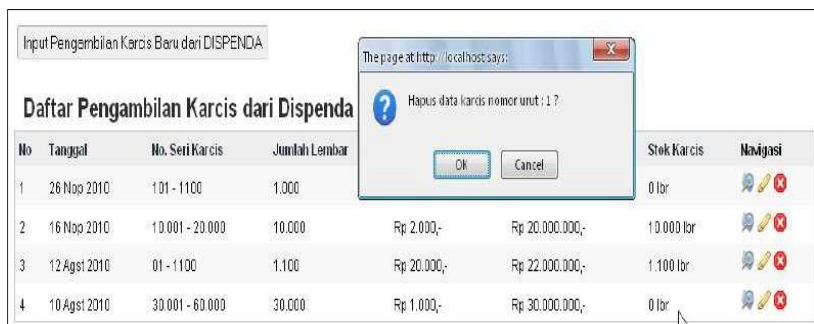 Input Pengambilan Karcis Baru dari DISPENDA
The page at http://localhost says:
Hapus data karcis nomor urut : 1 ?
OK Cancel
Daftar Pengambilan Karcis dari Dispenda
No Tanggal No. Seri Karcis Jumlah Lembar Stok Karcis Navigasi
1 26 Nop 2010 101 - 1100 1.000 0 lbr
2 16 Nop 2010 10.001 - 20.000 10.000 Rp 2.000,- Rp 20.000.000,- 10.000 lbr
3 12 Agst 2010 01 - 1100 1.100 Rp 20.000,- Rp 22.000.000,- 1.100 lbr
4 10 Agst 2010 30.001 - 60.000 30.000 Rp 1.000,- Rp 30.000.000,- 0 lbr